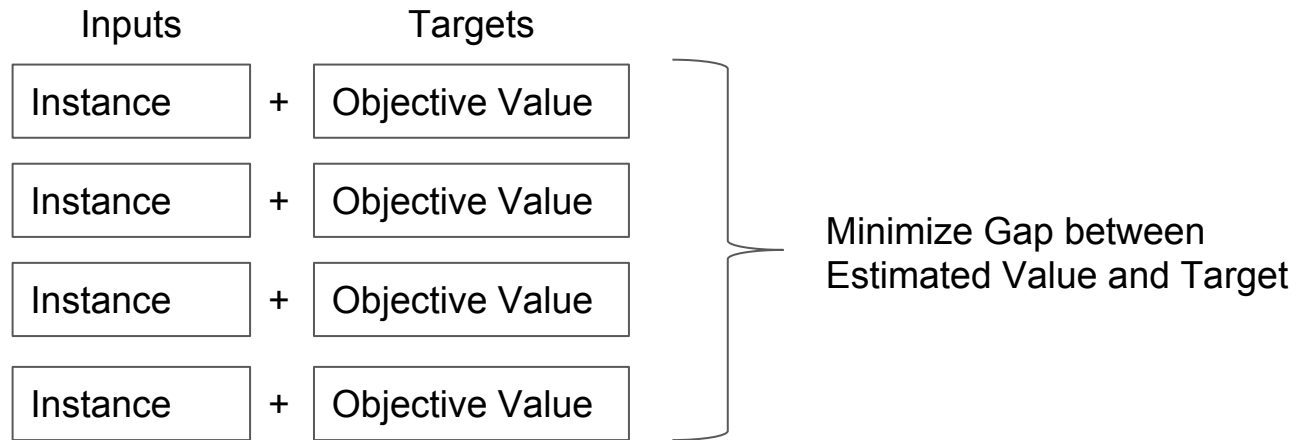 Inputs Targets
Instance + Objective Value
Instance + Objective Value
Instance + Objective Value
Instance + Objective Value
Minimize Gap between
Estimated Value and Target